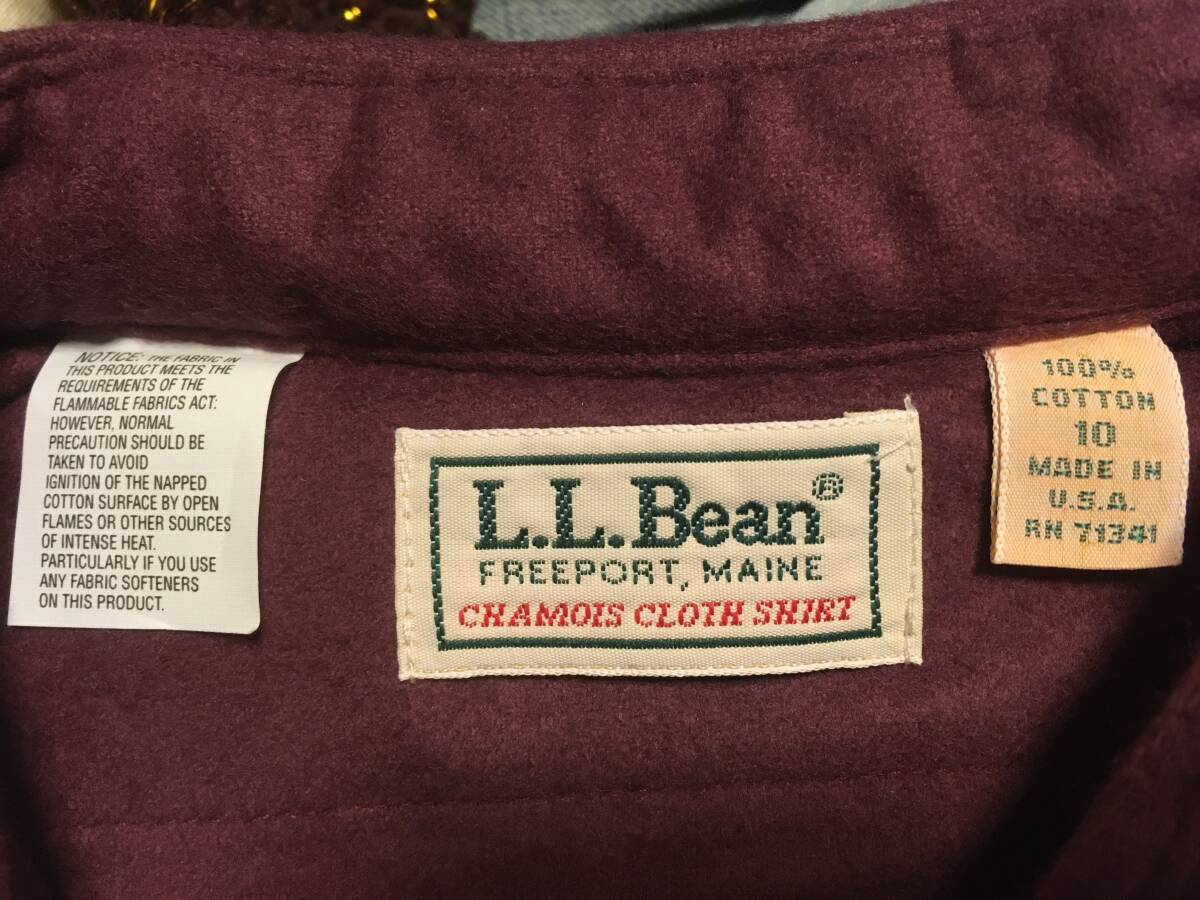 NOTICE: THE FABRIC IN
THIS PRODUCT MEETS THE
REQUIREMENTS OF THE
FLAMMABLE FABRICS ACT:
HOWEVER, NORMAL
PRECAUTION SHOULD BE
TAKEN TO AVOID
IGNITION OF THE NAPPED
COTTON SURFACE BY OPEN
FLAMES OR OTHER SOURCES
OF INTENSE HEAT.
PARTICULARLY IF YOU USE
ANY FABRIC SOFTENERS
ON THIS PRODUCT.
L.L.Bean®
FREEPORT, MAINE
CHAMOIS CLOTH SHIRT
100%
COTTON
10
MADE IN
U.S.A.
RN 71341